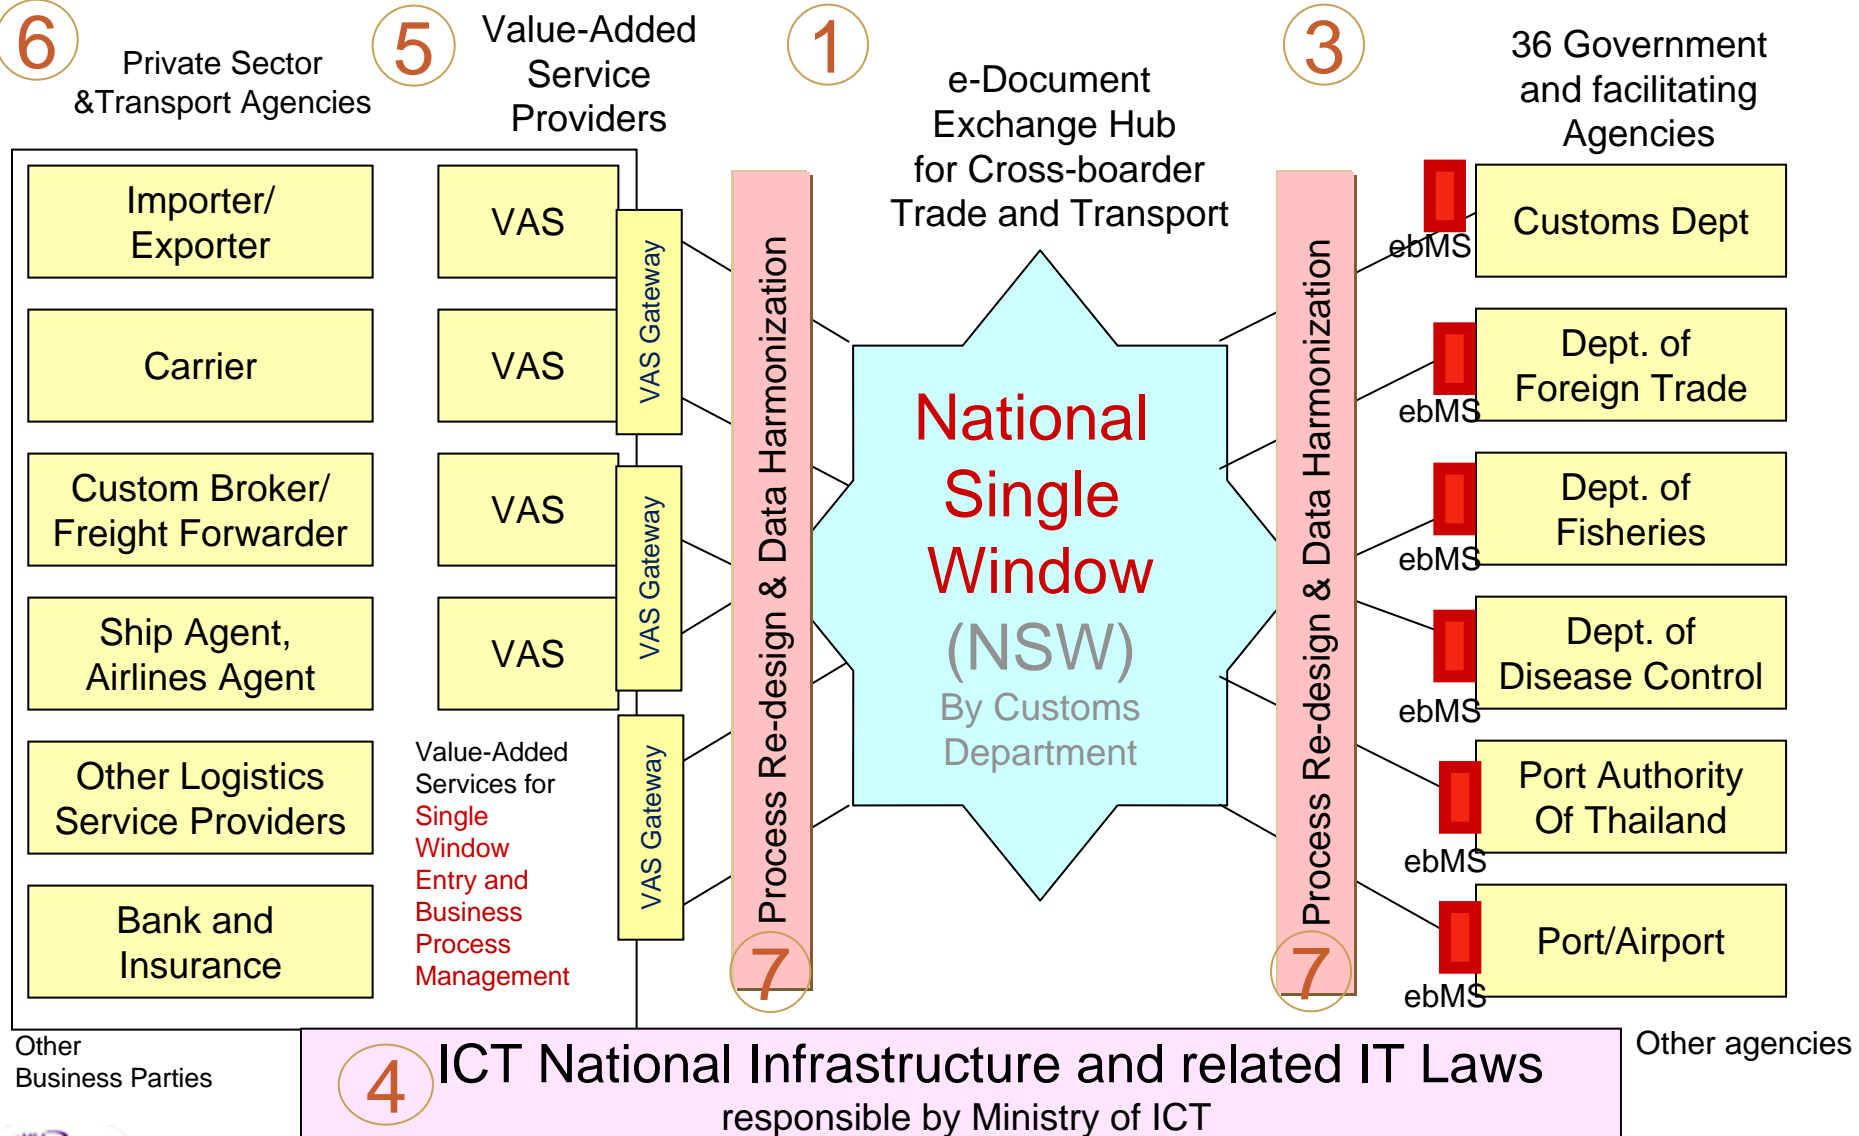 6
Private Sector
&Transport Agencies
5
Value-Added
Service
Providers
1
e-Document
Exchange Hub
for Cross-boarder
Trade and Transport
3
36 Government
and facilitating
Agencies
Importer/
Exporter
Carrier
Custom Broker/
Freight Forwarder
Ship Agent,
Airlines Agent
Other Logistics
Service Providers
Bank and
Insurance
VAS
VAS
VAS
VAS
Value-Added
Services for
Single
Window
Entry and
Business
Process
Management
VAS Gateway
VAS Gateway
VAS Gateway
Process Re-design & Data Harmonization
7
National
Single
Window
(NSW)
By Customs
Department
Process Re-design & Data Harmonization
7
ebMS
Customs Dept
ebMS
Dept. of
Foreign Trade
ebMS
Dept. of
Fisheries
ebMS
Dept. of
Disease Control
ebMS
Port Authority
Of Thailand
ebMS
Port/Airport
Other
Business Parties
4
ICT National Infrastructure and related IT Laws
responsible by Ministry of ICT
Other agencies